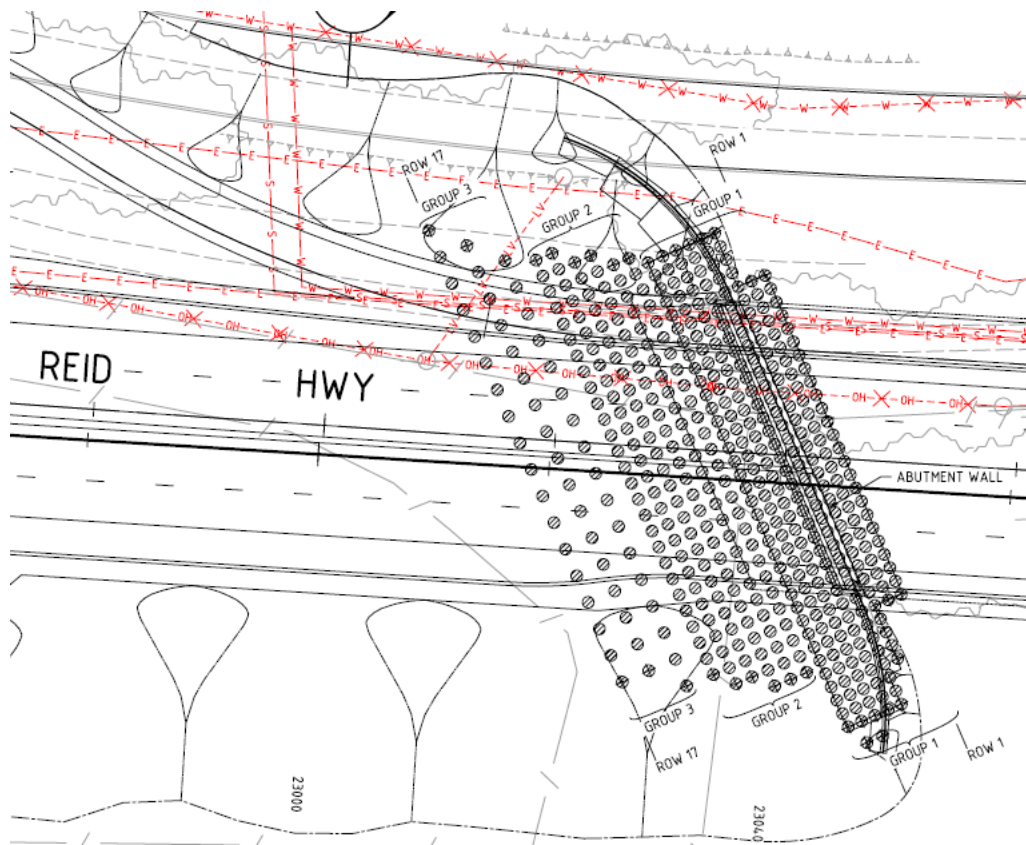 ROW 17
GROUP 3
GROUP 2
ROW 1
GROUP 1
REID HWY
ABUTMENT WALL
GROUP 3
GROUP 2
GROUP 1
ROW 17
ROW 1
23000
23040